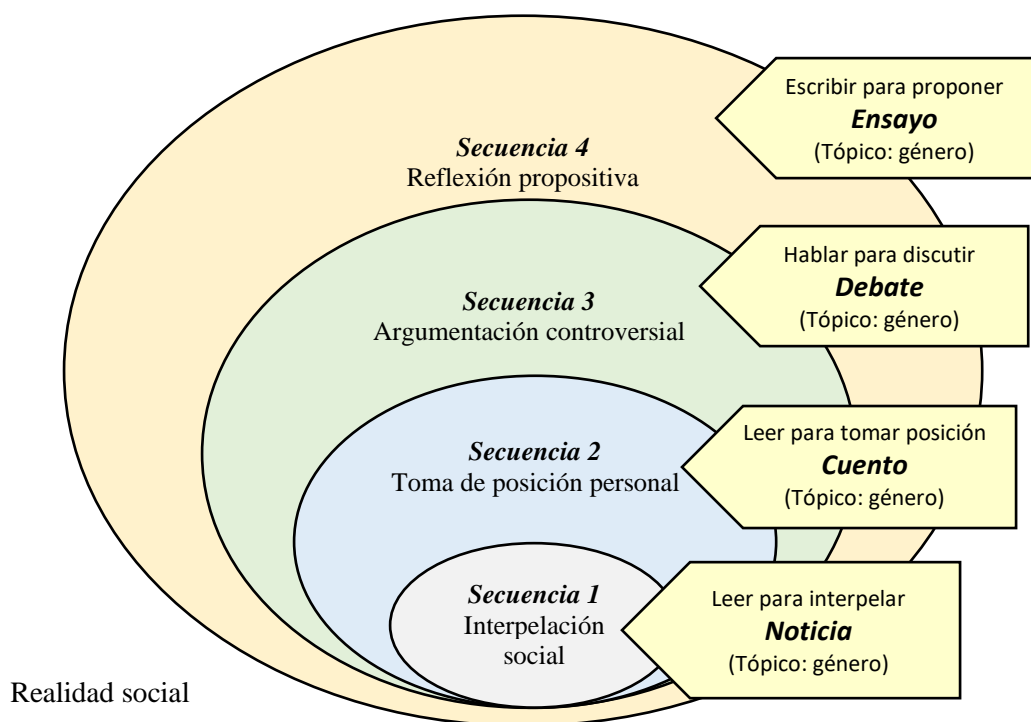 Escribir para proponer
Ensayo
(Tópico: género)
Secuencia 4
Reflexión propositiva
Hablar para discutir
Debate
(Tópico: género)
Secuencia 3
Argumentación controversial
Leer para tomar posición
Cuento
(Tópico: género)
Secuencia 2
Toma de posición personal
Leer para interpelar
Noticia
(Tópico: género)
Secuencia 1
Interpelación
social
Realidad social